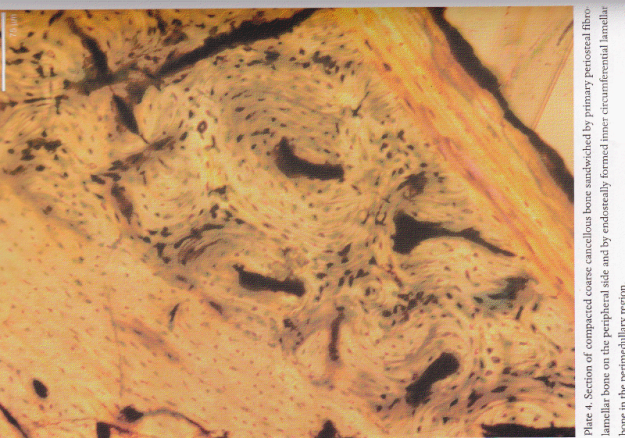 Plate 4. Section of compacted coarse cancellous bone sandwiched by primary periosteal fibro-
lamellar bone on the peripheral side and by endosteally formed inner circumferential lamellar
bone in the perimedullary region